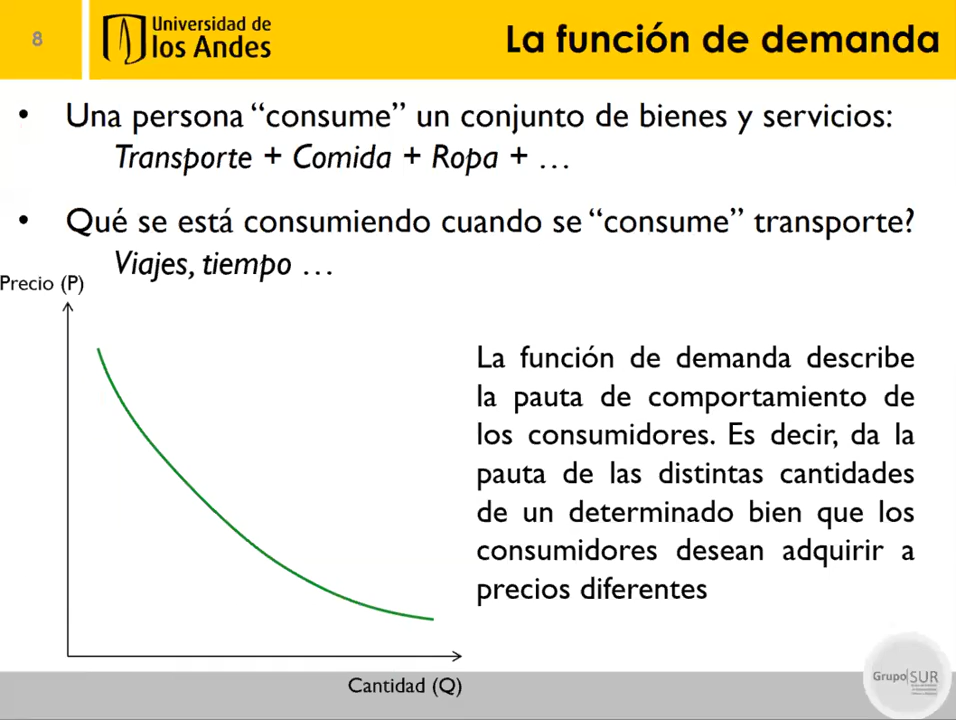 8
Universidad de
los Andes
La función de demanda
• Una persona “consume” un conjunto de bienes y servicios:
Transporte + Comida + Ropa + …
• Qué se está consumiendo cuando se “consume” transporte?
Viajes, tiempo …
Precio (P)
La función de demanda describe
la pauta de comportamiento de
los consumidores. Es decir, da la
pauta de las distintas cantidades
de un determinado bien que los
consumidores desean adquirir a
precios diferentes
Cantidad (Q)
Grupo|SUR